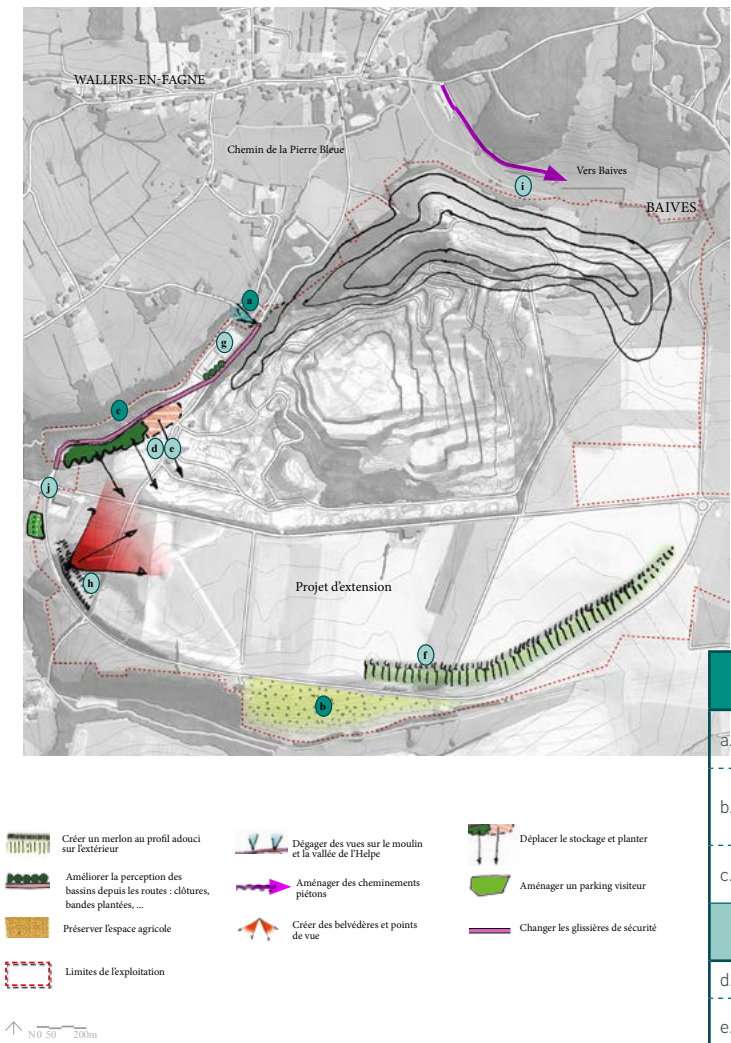 WALLERS-EN-FAGNE
Chemin de la Pierre Bleue
Vers Baives
i
BAIVES
a
g
c
d
e
j
h
Projet d'extension
f
b
a.
b.
c.
d.
e.
Créer un merlon au profil adouci
sur l'extérieur
Améliorer la perception des
bassins depuis les routes : clôtures,
bandes plantées, ...
Préserver l'espace agricole
Limites de l'exploitation
Dégager des vues sur le moulin
et la vallée de l'Helpe
Aménager des cheminements
piétons
Créer des belvédères et points
de vue
Déplacer le stockage et planter
Aménager un parking visiteur
Changer les glissières de sécurité
N 0 50 200m